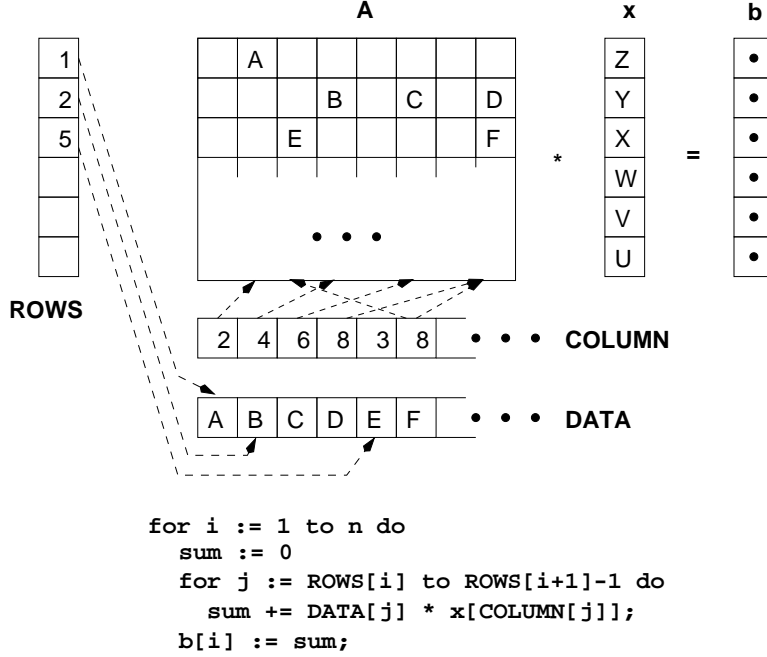 A x b
1 A Z •
2 B C D Y •
5 E F X •
* =
W •
• • • V •
U •
ROWS
2 4 6 8 3 8 • • • COLUMN
A B C D E F • • • DATA
for i := 1 to n do
sum := 0
for j := ROWS[i] to ROWS[i+1]-1 do
sum += DATA[j] * x[COLUMN[j]];
b[i] := sum;